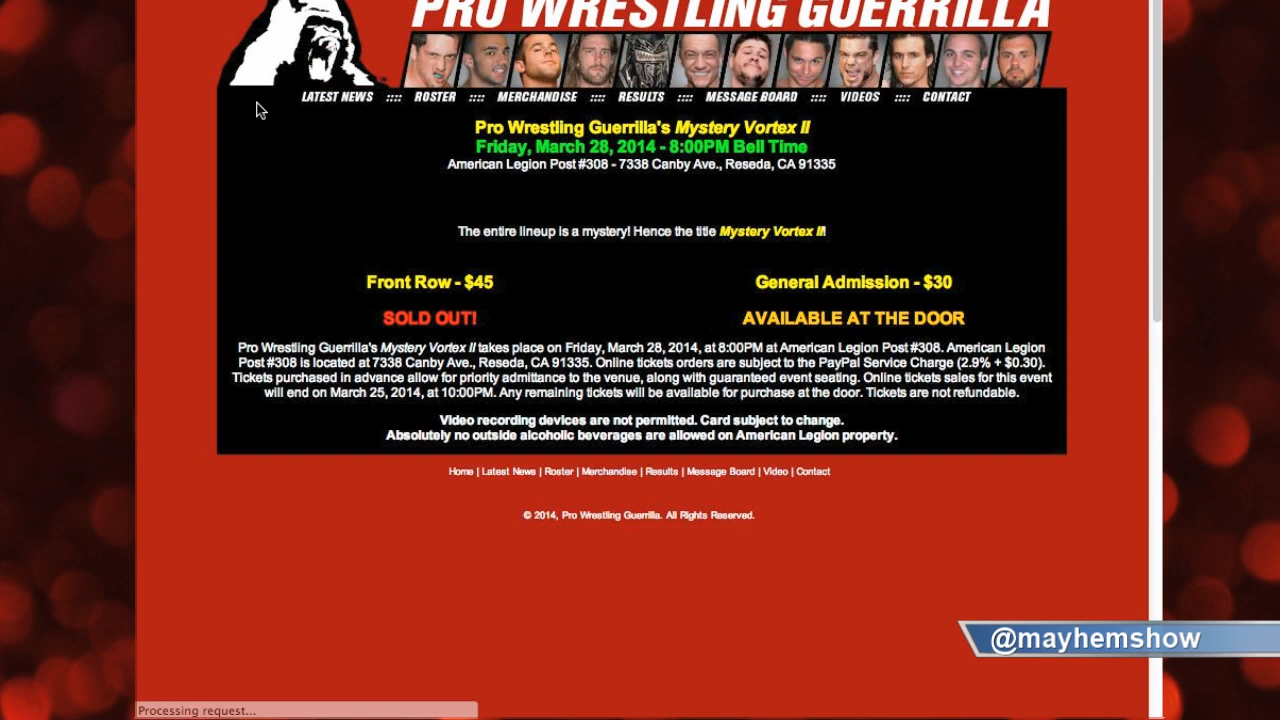 PRO WRESTLING GUERRILLA
LATEST NEWS :::: ROSTER :::: MERCHANDISE :::: RESULTS :::: MESSAGE BOARD :::: VIDEOS :::: CONTACT
Pro Wrestling Guerrilla's Mystery Vortex II
Friday, March 28, 2014 - 8:00PM Bell Time
American Legion Post #308 - 7338 Canby Ave., Reseda, CA 91335
The entire lineup is a mystery! Hence the title Mystery Vortex II!
Front Row - $45
SOLD OUT!
General Admission - $30
AVAILABLE AT THE DOOR
Pro Wrestling Guerrilla's Mystery Vortex II takes place on Friday, March 28, 2014, at 8:00PM at American Legion Post #308. American Legion
Post #308 is located at 7338 Canby Ave., Reseda, CA 91335. Online tickets orders are subject to the PayPal Service Charge (2.9% + $0.30).
Tickets purchased in advance allow for priority admittance to the venue, along with guaranteed event seating. Online tickets sales for this event
will end on March 25, 2014, at 10:00PM. Any remaining tickets will be available for purchase at the door. Tickets are not refundable.
Video recording devices are not permitted. Card subject to change.
Absolutely no outside alcoholic beverages are allowed on American Legion property.
Home | Latest News | Roster | Merchandise | Results | Message Board | Video | Contact
© 2014, Pro Wrestling Guerrilla. All Rights Reserved.
@mayhemshow
Processing request...